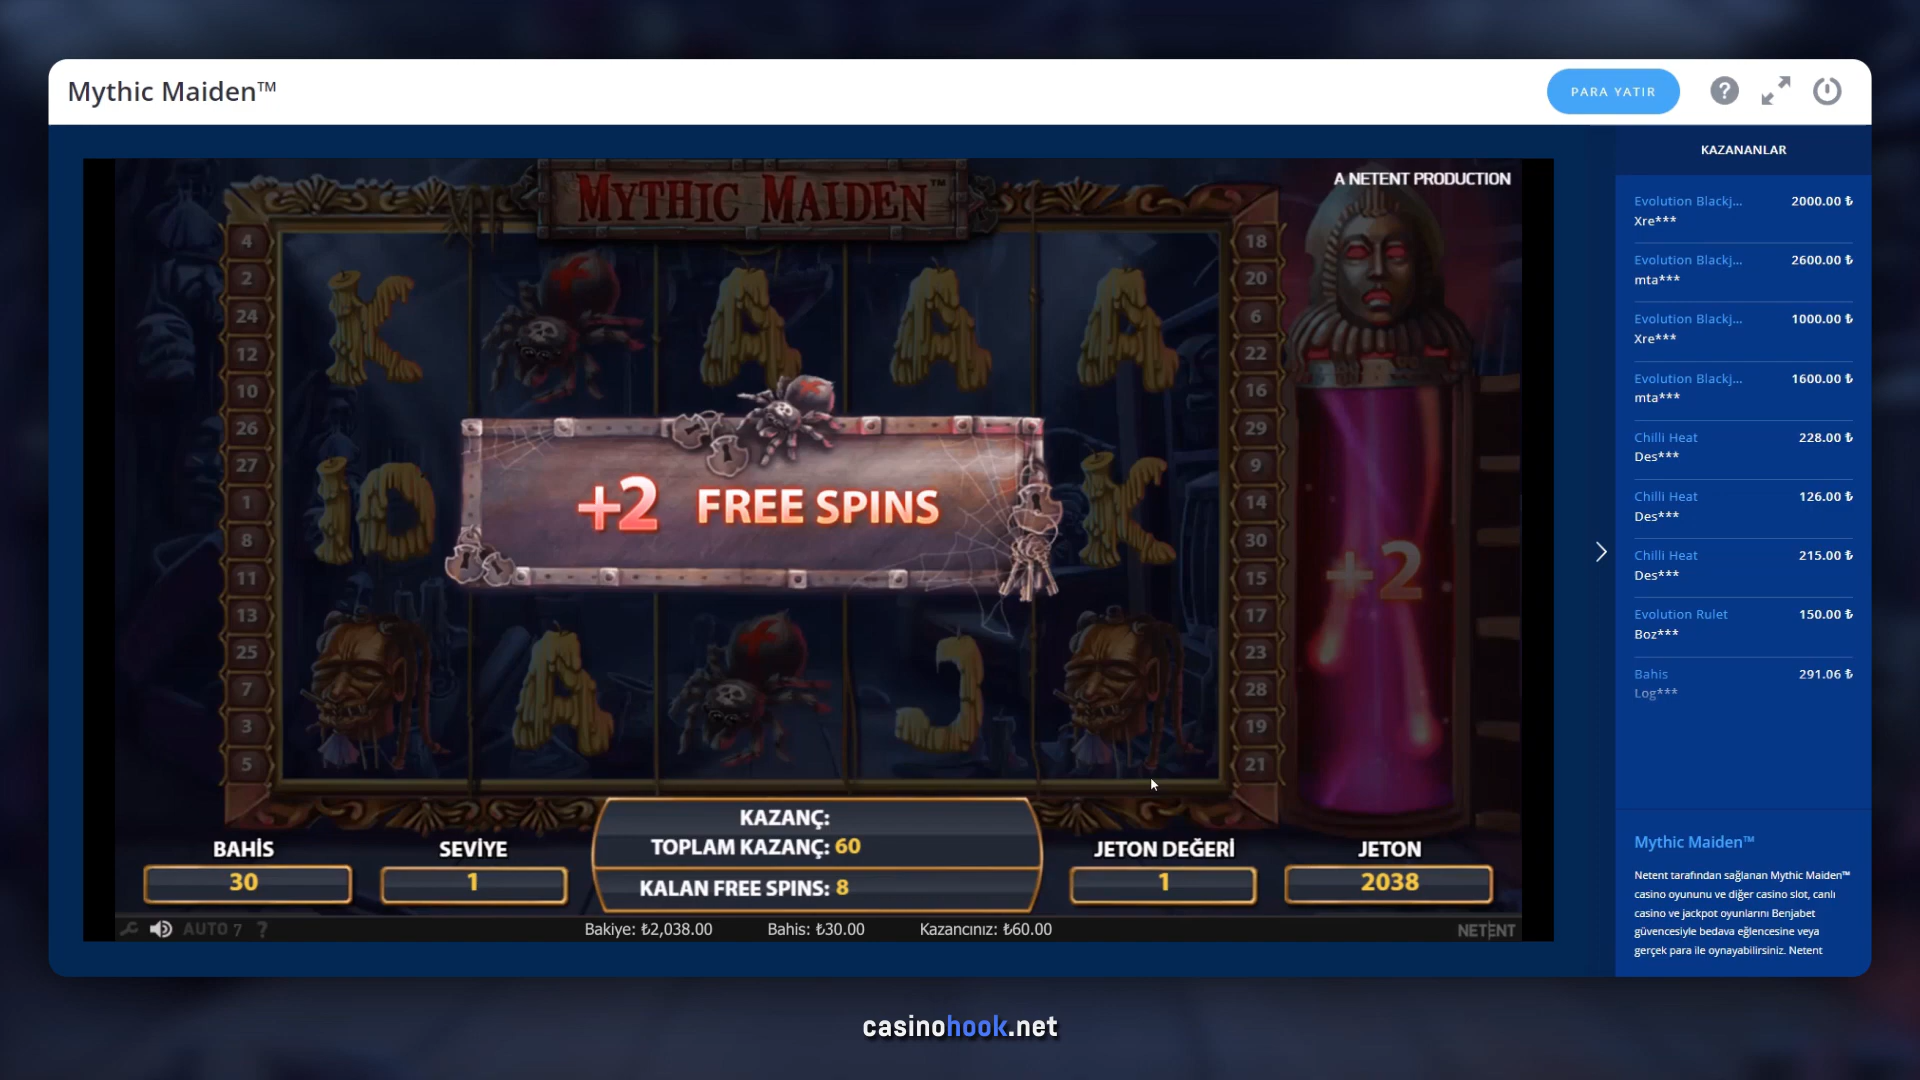 Mythic Maiden™
PARA YATIR
?
MYTHIC MAIDEN™
A NETENT PRODUCTION
4
2
24
12
10
26
27
1
8
11
13
25
7
3
5
18
20
6
22
16
29
9
14
30
15
17
23
28
19
21
K
A
A
A
10
K
A
J
+2 FREE SPINS
+2
BAHİS
30
SEVİYE
1
KAZANÇ:
TOPLAM KAZANÇ: 60
KALAN FREE SPINS: 8
JETON DEĞERİ
1
JETON
2038
AUTO 7 ?
Bakiye: ₺2,038.00 Bahis: ₺30.00 Kazancınız: ₺60.00
NETENT
KAZANANLAR
Evolution Blackj... 2000.00 ₺
Xre***
Evolution Blackj... 2600.00 ₺
mta***
Evolution Blackj... 1000.00 ₺
Xre***
Evolution Blackj... 1600.00 ₺
mta***
Chilli Heat 228.00 ₺
Des***
Chilli Heat 126.00 ₺
Des***
Chilli Heat 215.00 ₺
Des***
Evolution Rulet 150.00 ₺
Boz***
Bahis 291.06 ₺
Log***
Mythic Maiden™
Netent tarafından sağlanan Mythic Maiden™
casino oyununu ve diğer casino slot, canlı
casino ve jackpot oyunlarını Benjabet
güvencesiyle bedava eğlencesine veya
gerçek para ile oynayabilirsiniz. Netent
casinohook.net